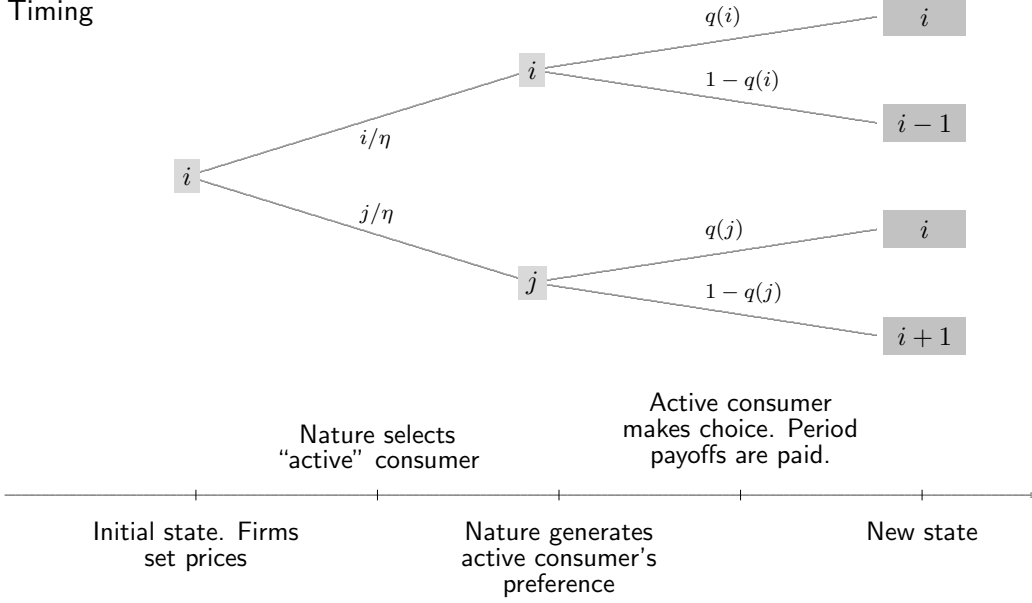 Timing
q(i)
i
i
1 − q(i)
i − 1
i/η
i
j/η
q(j)
i
j
1 − q(j)
i + 1
Active consumer
makes choice. Period
payoffs are paid.
Nature selects
“active” consumer
Initial state. Firms
set prices
Nature generates
active consumer’s
preference
New state